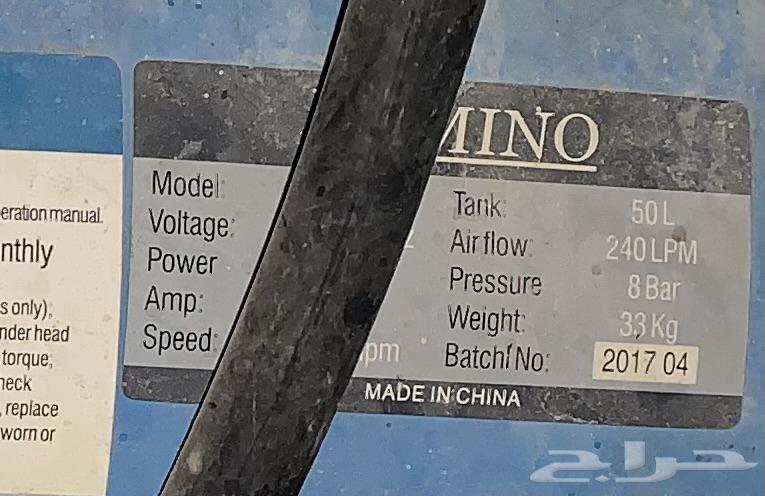 eration manual.
nthly
s only);
nder head
torque;
heck
, replace
worn or
MINO
Model:
Voltage:
Power
Amp:
Speed:
pm
Tank: 50 L
Air flow: 240 LPM
Pressure 8 Bar
Weight: 33 Kg
Batch/No: 2017 04
MADE IN CHINA
حراج